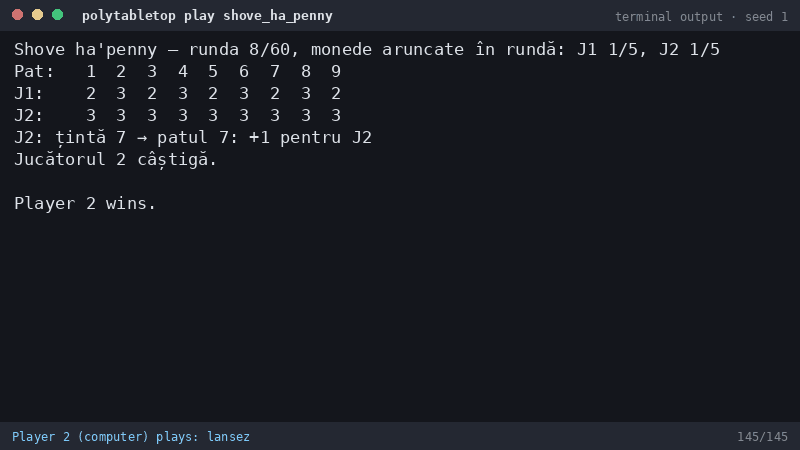 polytabletop play shove_ha_penny
terminal output · seed 1
Shove ha'penny — runda 8/60, monede aruncate în rundă: J1 1/5, J2 1/5
Pat: 1 2 3 4 5 6 7 8 9
J1: 2 3 2 3 2 3 2 3 2
J2: 3 3 3 3 3 3 3 3 3
J2: țintă 7 → patul 7: +1 pentru J2
Jucătorul 2 câștigă.
Player 2 wins.
Player 2 (computer) plays: lansez
145/145